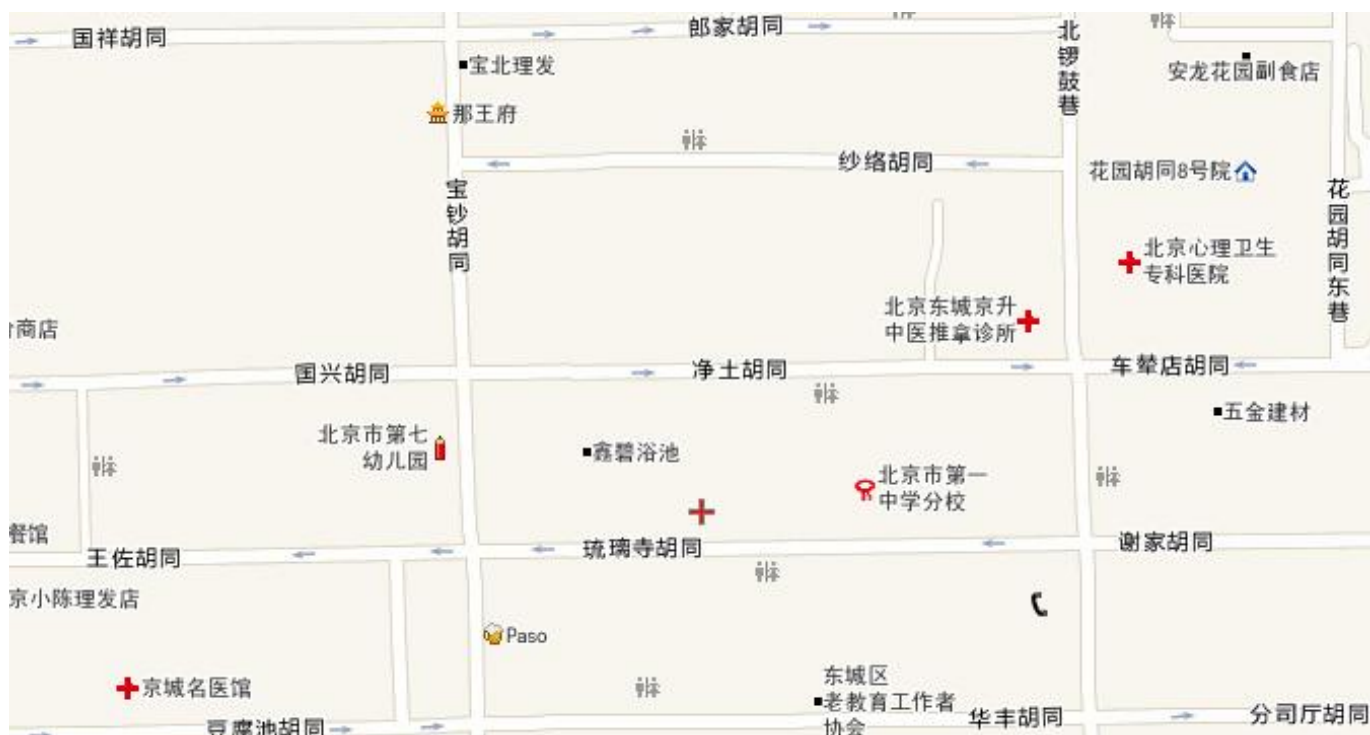 国祥胡同
郎家胡同
北锣鼓巷
宝北理发
安龙花园副食店
那王府
纱络胡同
花园胡同8号院
宝钞胡同
花园胡同东巷
北京心理卫生
专科医院
北京东城京升
中医推拿诊所
商店
国兴胡同
净土胡同
车辇店胡同
五金建材
北京市第七
幼儿园
鑫碧浴池
北京市第一
中学分校
餐馆
王佐胡同
琉璃寺胡同
谢家胡同
京小陈理发店
Paso
京城名医馆
东城区
老教育工作者
协会
豆腐池胡同
华丰胡同
分司厅胡同